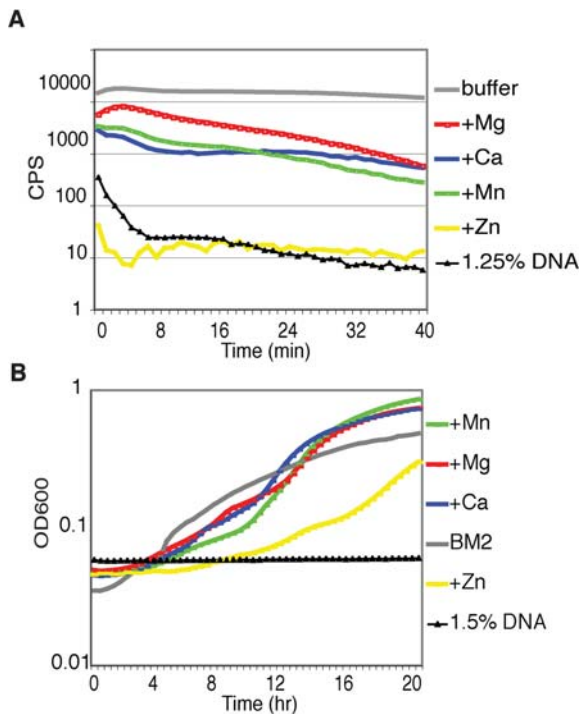 A
10000
1000
100
10
1
CPS
0 8 16 24 32 40
Time (min)
buffer
+Mg
+Ca
+Mn
+Zn
1.25% DNA
B
1
0.1
0.01
OD600
0 4 8 12 16 20
Time (hr)
+Mn
+Mg
+Ca
BM2
+Zn
1.5% DNA